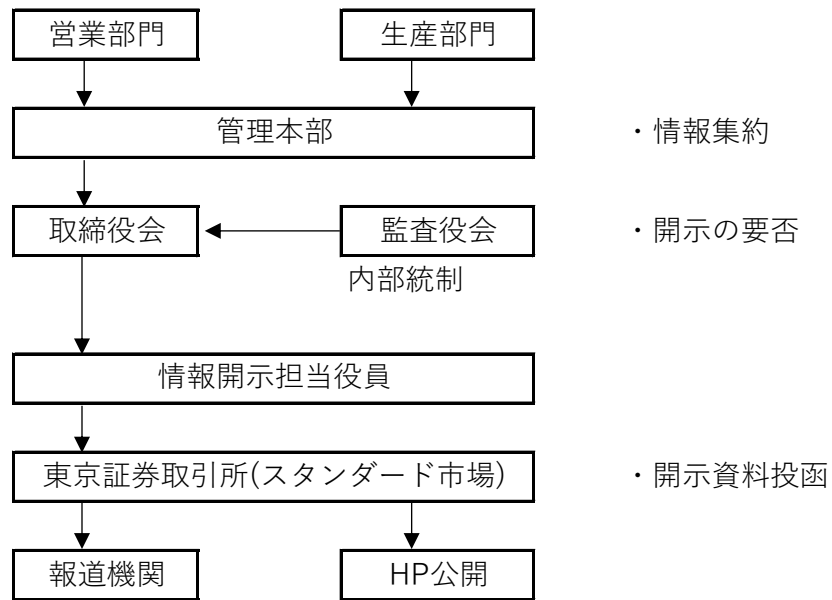 営業部門
生産部門
管理本部
・情報集約
取締役会
監査役会
・開示の要否
内部統制
情報開示担当役員
東京証券取引所(スタンダード市場)
・開示資料投函
報道機関
HP公開